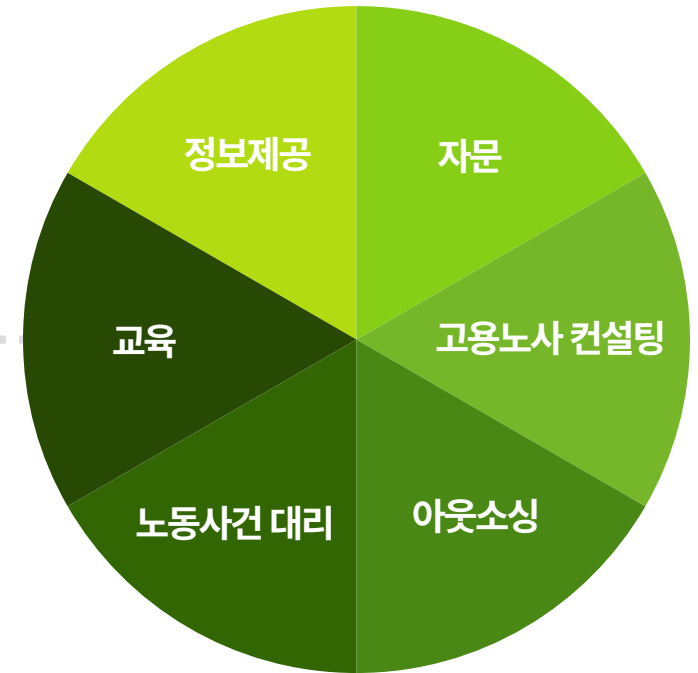 정보제공
자문
교육
고용노사 컨설팅
노동사건 대리
아웃소싱